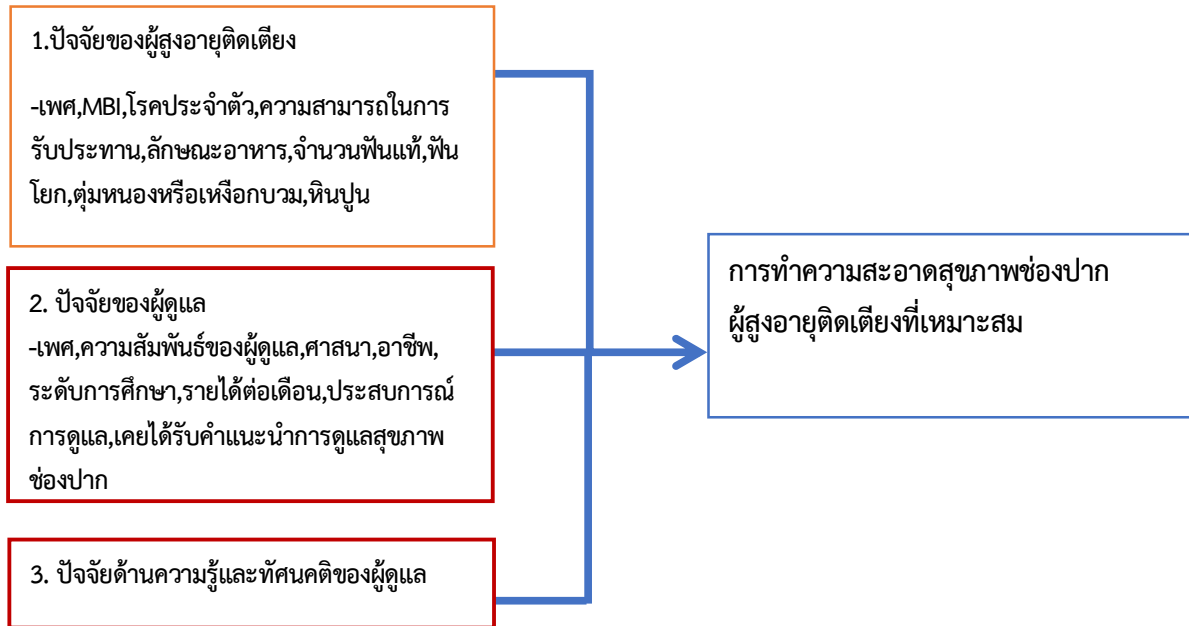 1.ปัจจัยของผู้สูงอายุติดเตียง
-เพศ,MBI,โรคประจำตัว,ความสามารถในการ
รับประทาน,ลักษณะอาหาร,จำนวนฟันแท้,ฟัน
โยก,ตุ่มหนองหรือเหงือกบวม,หินปูน
2. ปัจจัยของผู้ดูแล
-เพศ,ความสัมพันธ์ของผู้ดูแล,ศาสนา,อาชีพ,
ระดับการศึกษา,รายได้ต่อเดือน,ประสบการณ์
การดูแล,เคยได้รับคำแนะนำการดูแลสุขภาพ
ช่องปาก
3. ปัจจัยด้านความรู้และทัศนคติของผู้ดูแล
การทำความสะอาดสุขภาพช่องปาก
ผู้สูงอายุติดเตียงที่เหมาะสม